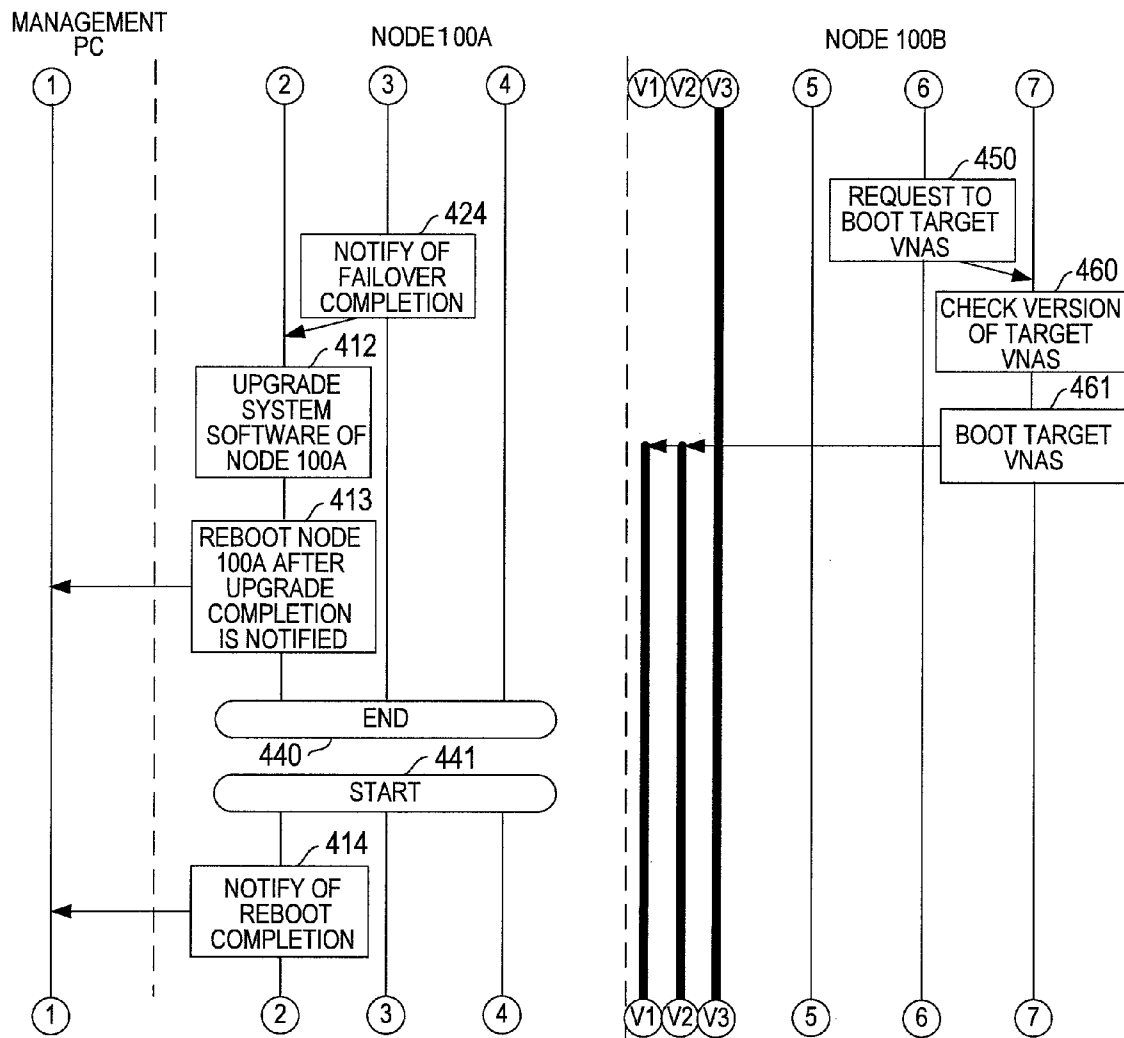 MANAGEMENT
PC
NODE 100A
NODE 100B
1
2
3
4
V1
V2
V3
5
6
7
450
REQUEST TO
BOOT TARGET
VNAS
424
NOTIFY OF
FAILOVER
COMPLETION
460
CHECK VERSION
OF TARGET
VNAS
412
UPGRADE
SYSTEM
SOFTWARE OF
NODE 100A
461
BOOT TARGET
VNAS
413
REBOOT NODE
100A AFTER
UPGRADE
COMPLETION
IS NOTIFIED
END
440
441
START
414
NOTIFY OF
REBOOT
COMPLETION
1
2
3
4
V1
V2
V3
5
6
7